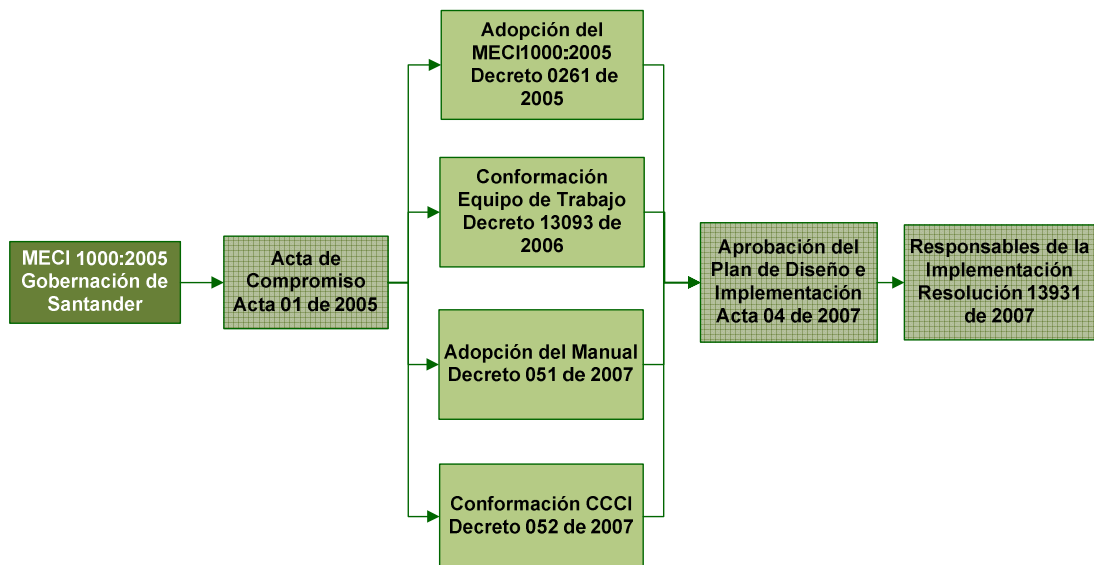 MECI 1000:2005
Gobernación de
Santander
Acta de
Compromiso
Acta 01 de 2005
Adopción del
MECI1000:2005
Decreto 0261 de
2005
Conformación
Equipo de Trabajo
Decreto 13093 de
2006
Adopción del Manual
Decreto 051 de 2007
Conformación CCCI
Decreto 052 de 2007
Aprobación del
Plan de Diseño e
Implementación
Acta 04 de 2007
Responsables de la
Implementación
Resolución 13931
de 2007